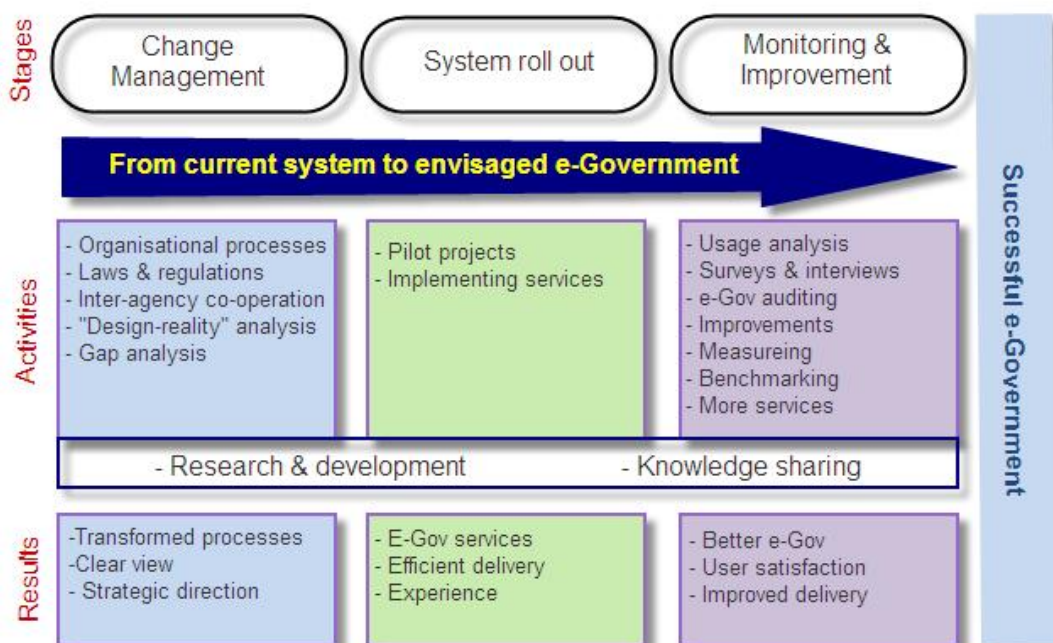 Stages
Change
Management
System roll out
Monitoring &
Improvement
From current system to envisaged e-Government
Successful e-Government
Activities
- Organisational processes
- Laws & regulations
- Inter-agency co-operation
- "Design-reality" analysis
- Gap analysis
- Pilot projects
- Implementing services
- Usage analysis
- Surveys & interviews
- e-Gov auditing
- Improvements
- Measureing
- Benchmarking
- More services
- Research & development
- Knowledge sharing
Results
-Transformed processes
-Clear view
- Strategic direction
- E-Gov services
- Efficient delivery
- Experience
- Better e-Gov
- User satisfaction
- Improved delivery